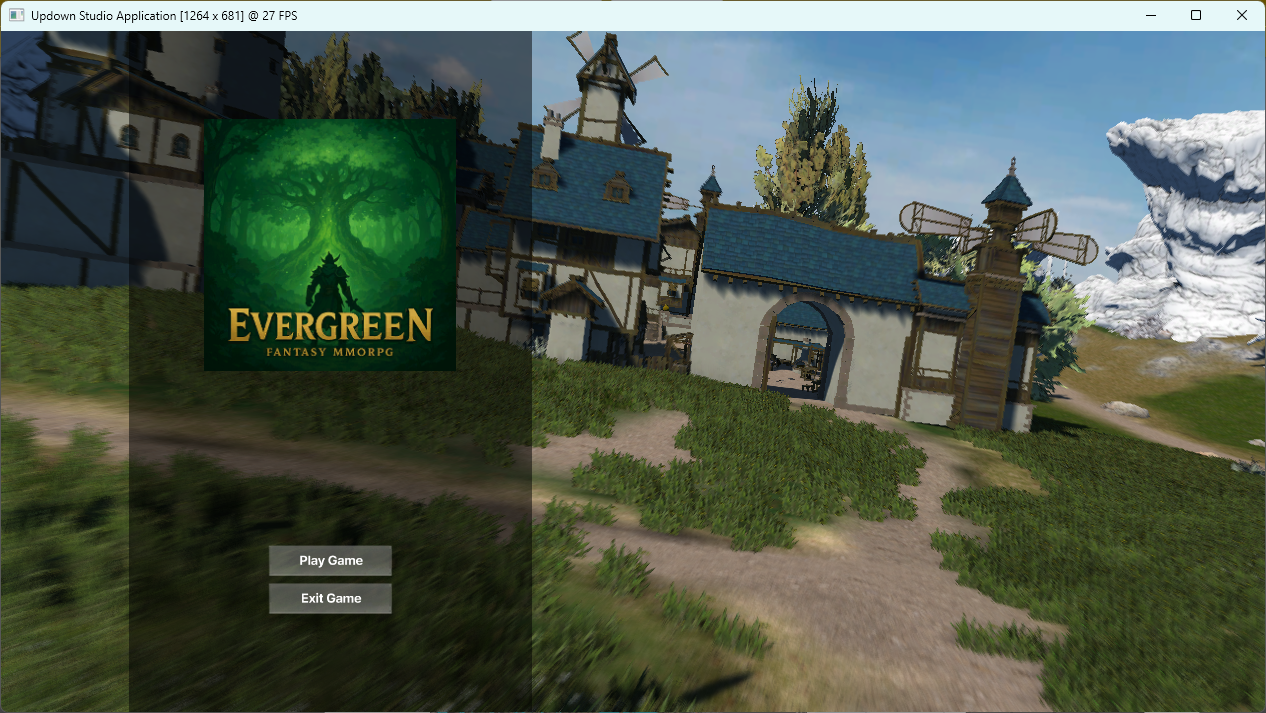 Updown Studio Application [1264 x 681] @ 27 FPS
EVERGREEN
FANTASY MMORPG
Play Game
Exit Game